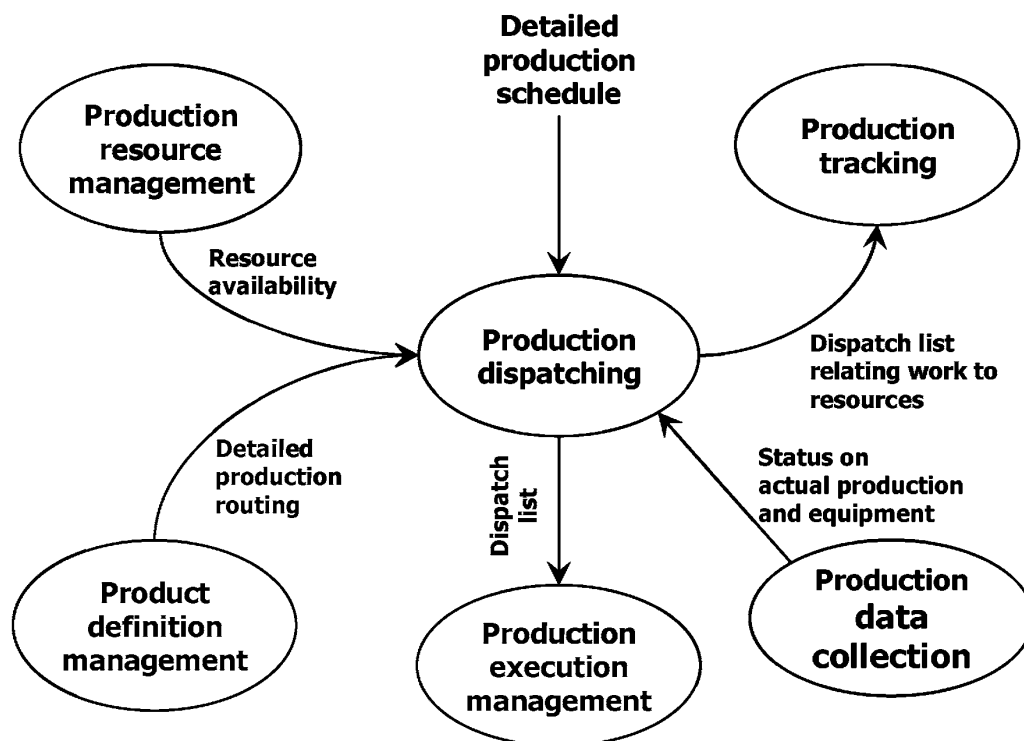 Detailed
production
schedule
Production
resource
management
Production
tracking
Resource
availability
Production
dispatching
Dispatch list
relating work to
resources
Detailed
production
routing
Dispatch
list
Status on
actual production
and equipment
Product
definition
management
Production
execution
management
Production
data
collection